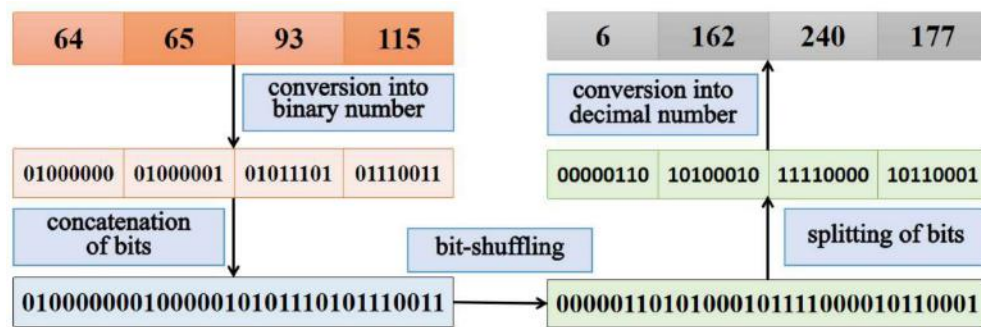 64 65 93 115
conversion into
binary number
01000000 01000001 01011101 01110011
concatenation
of bits
01000000010000010101110101110011
bit-shuffling
6 162 240 177
conversion into
decimal number
00000110 10100010 11110000 10110001
splitting of bits
00000110101000101111000010110001